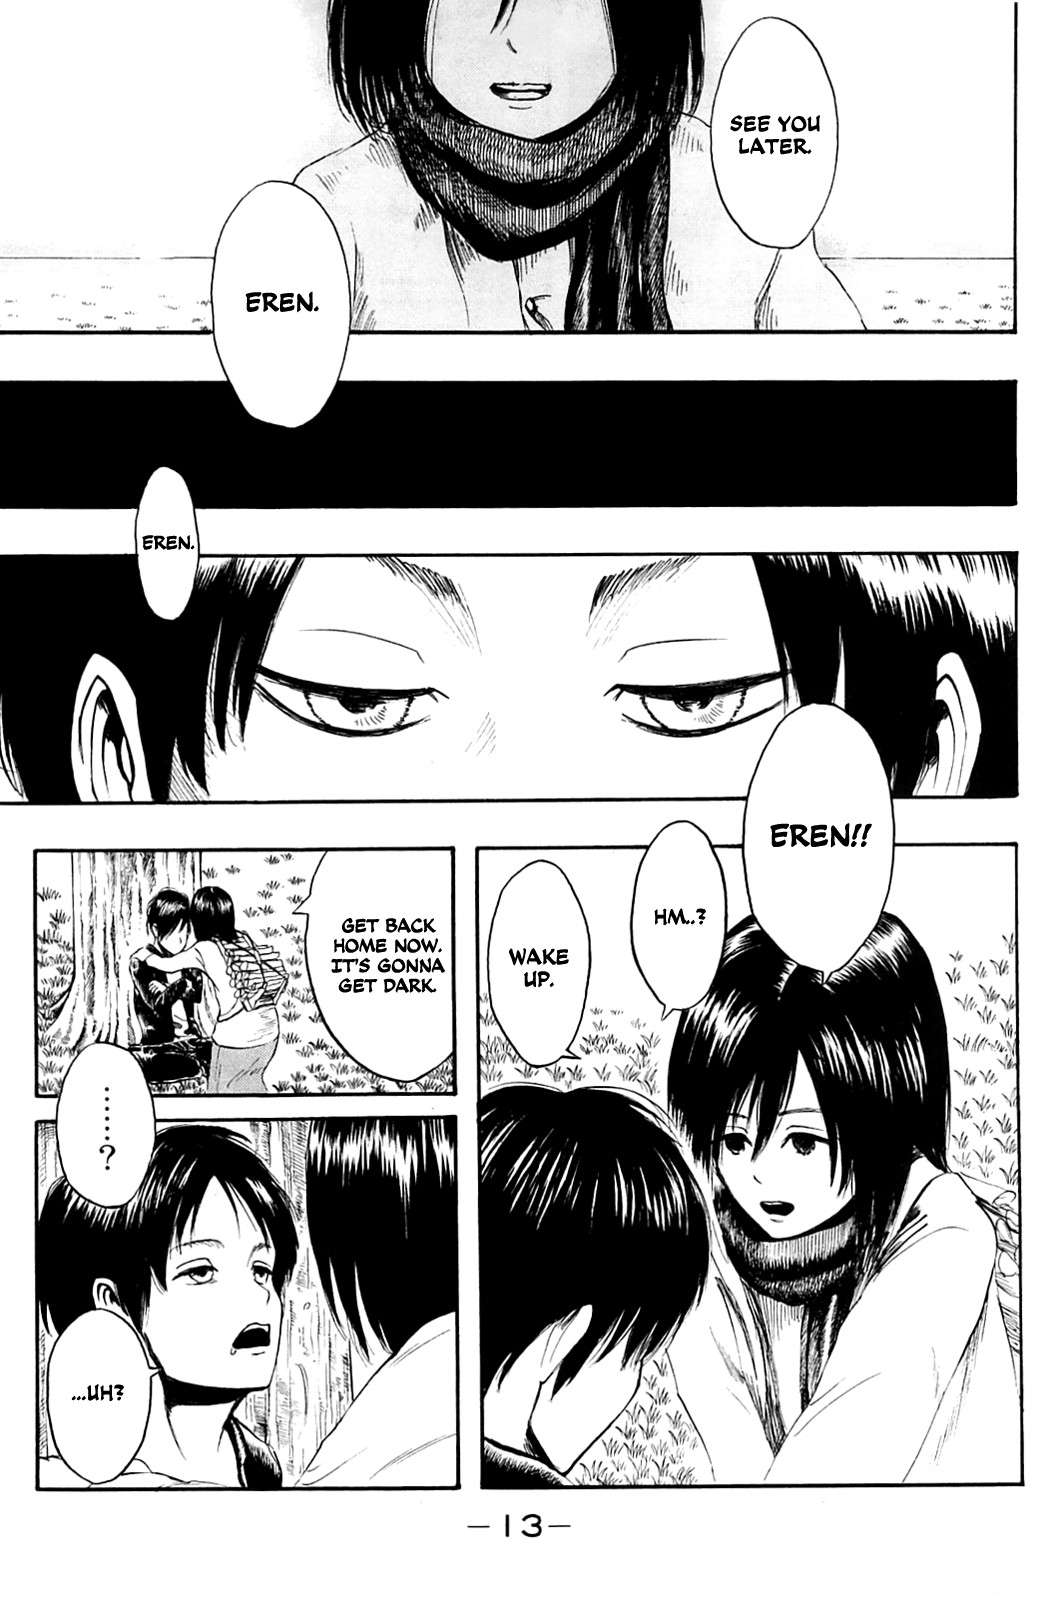 SEE YOU
LATER.
EREN.
EREN.
EREN!!
HM..?
WAKE
UP.
GET BACK
HOME NOW.
IT'S GONNA
GET DARK.
......?
...UH?
—13—